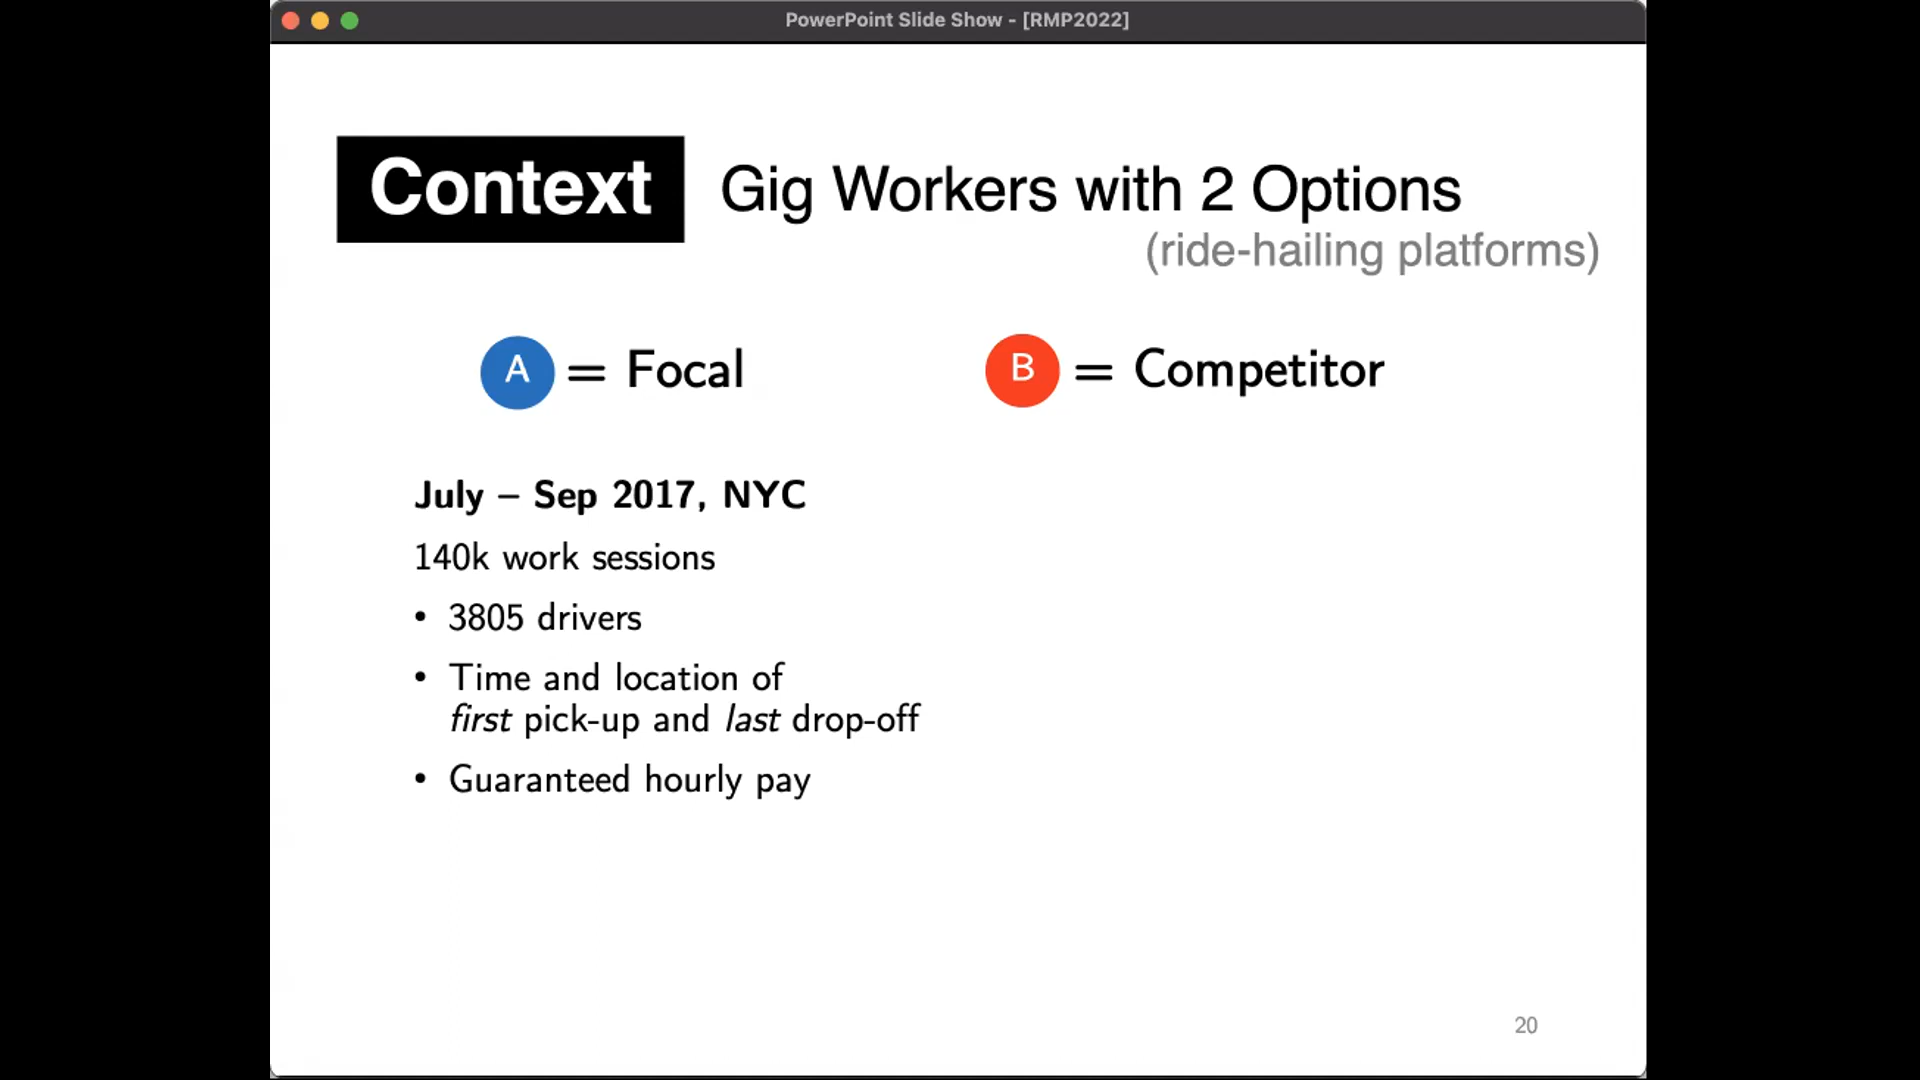 PowerPoint Slide Show - [RMP2022]
Context Gig Workers with 2 Options
(ride-hailing platforms)
A = Focal B = Competitor
July – Sep 2017, NYC
140k work sessions
• 3805 drivers
• Time and location of
first pick-up and last drop-off
• Guaranteed hourly pay
20